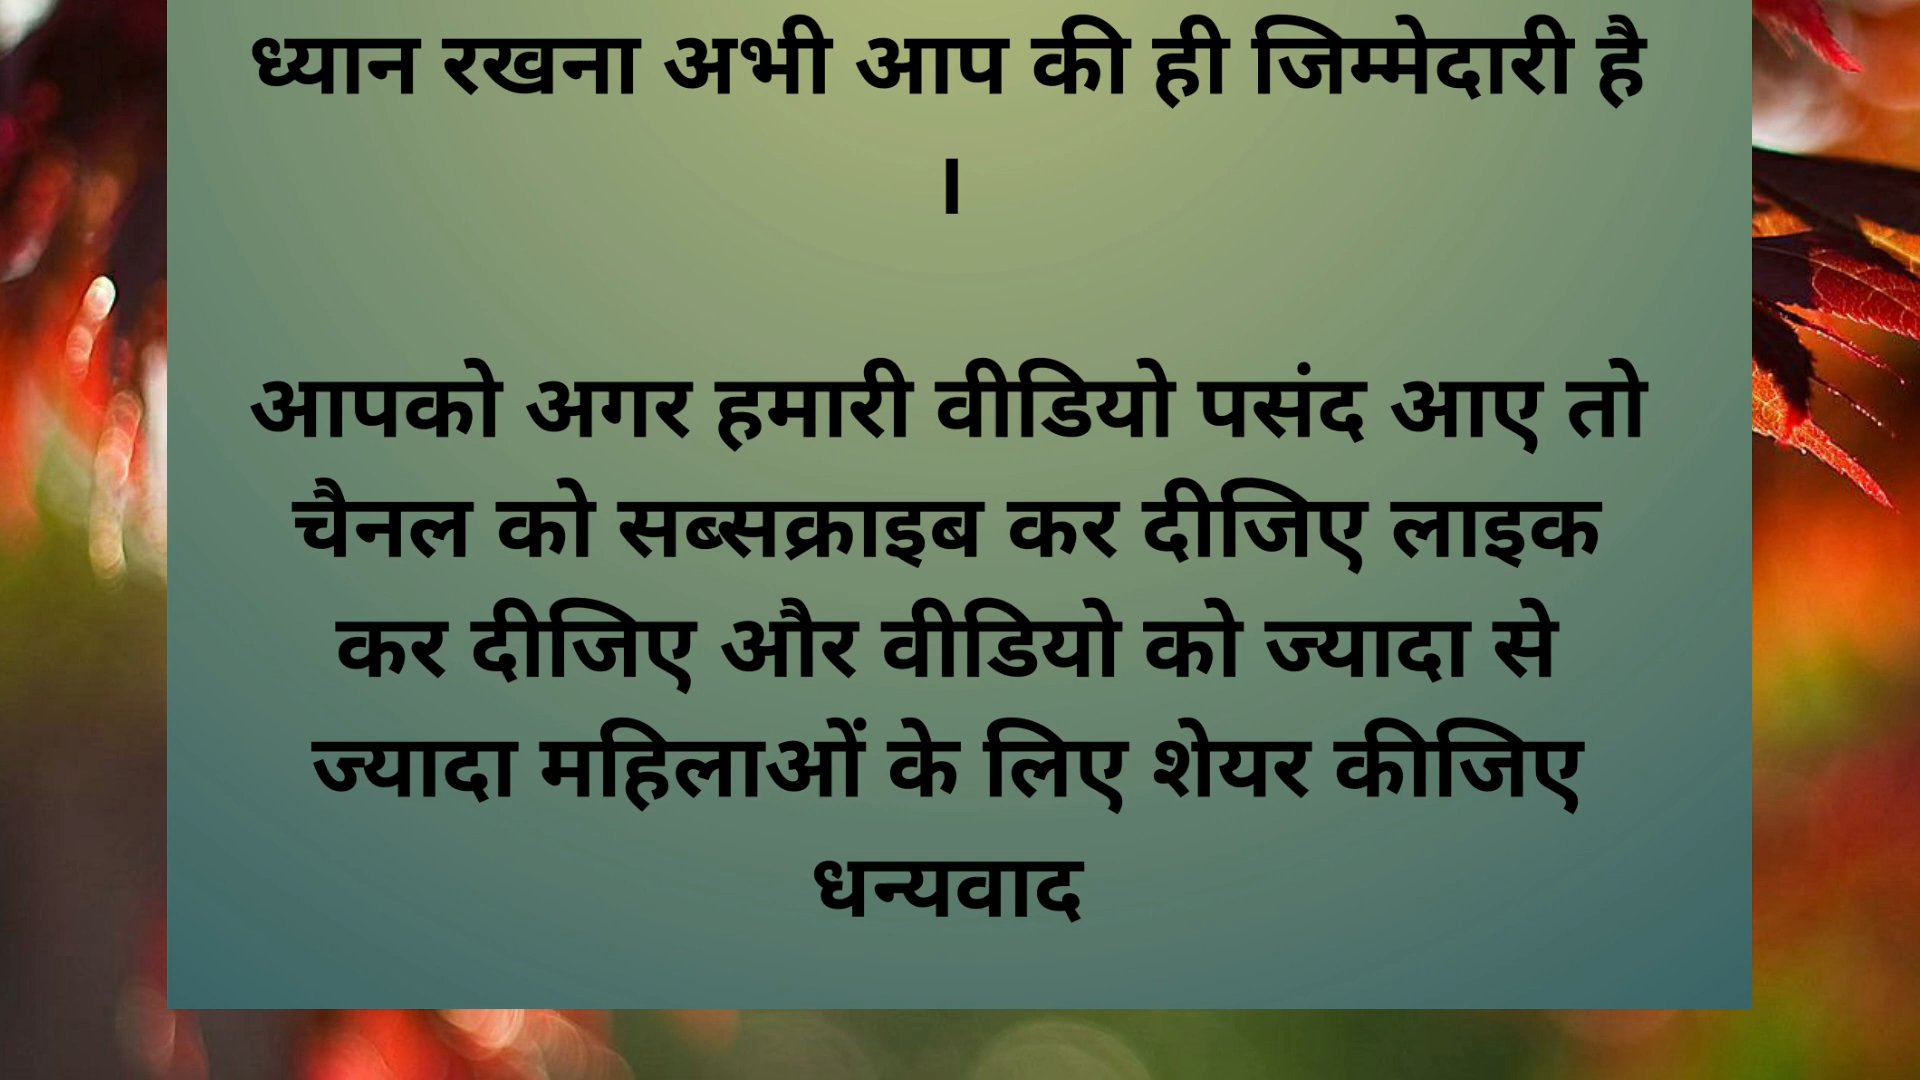 ध्यान रखना अभी आप की ही जिम्मेदारी है
।
आपको अगर हमारी वीडियो पसंद आए तो
चैनल को सब्सक्राइब कर दीजिए लाइक
कर दीजिए और वीडियो को ज्यादा से
ज्यादा महिलाओं के लिए शेयर कीजिए
धन्यवाद